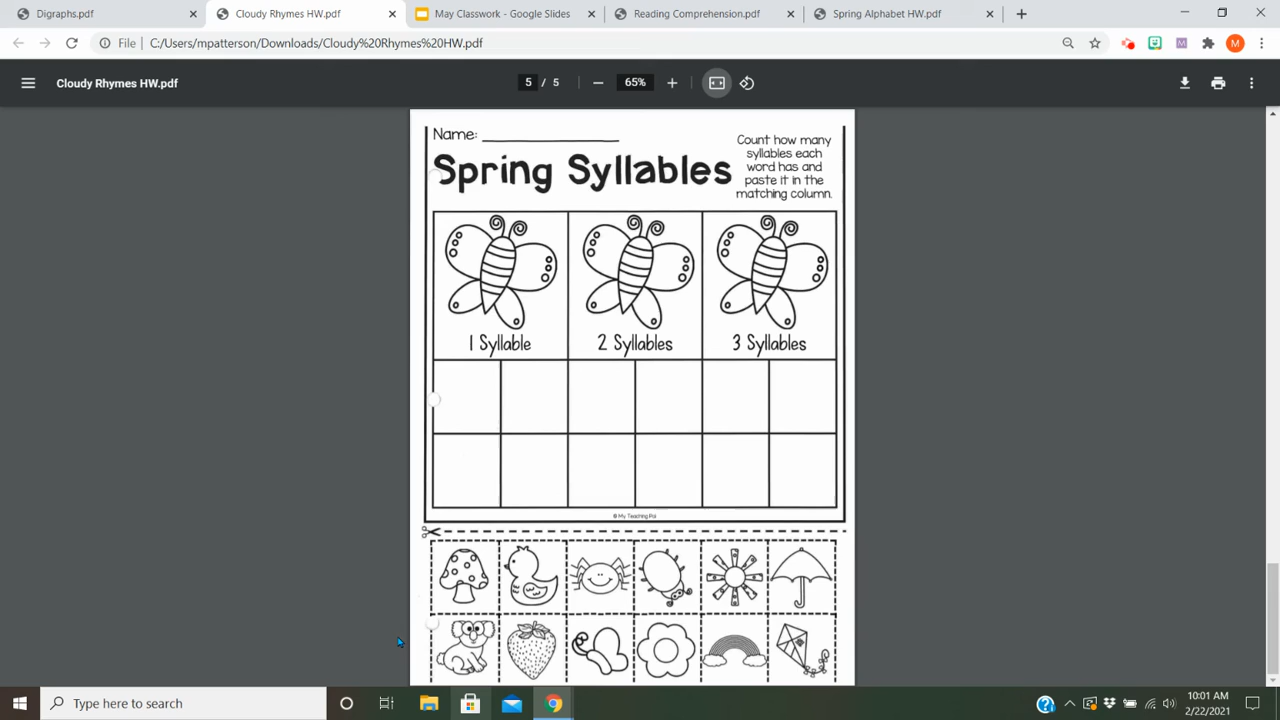 Digraphs.pdf
Cloudy Rhymes HW.pdf
May Classwork - Google Slides
Reading Comprehension.pdf
Spring Alphabet HW.pdf
File C:/Users/mpatterson/Downloads/Cloudy%20Rhymes%20HW.pdf
M
M
Cloudy Rhymes HW.pdf
5 / 5
65%
Name:
Spring Syllables
Count how many
syllables each
word has and
paste it in the
matching column.
1 Syllable
2 Syllables
3 Syllables
© My Teaching Pal
Type here to search
10:01 AM
2/22/2021